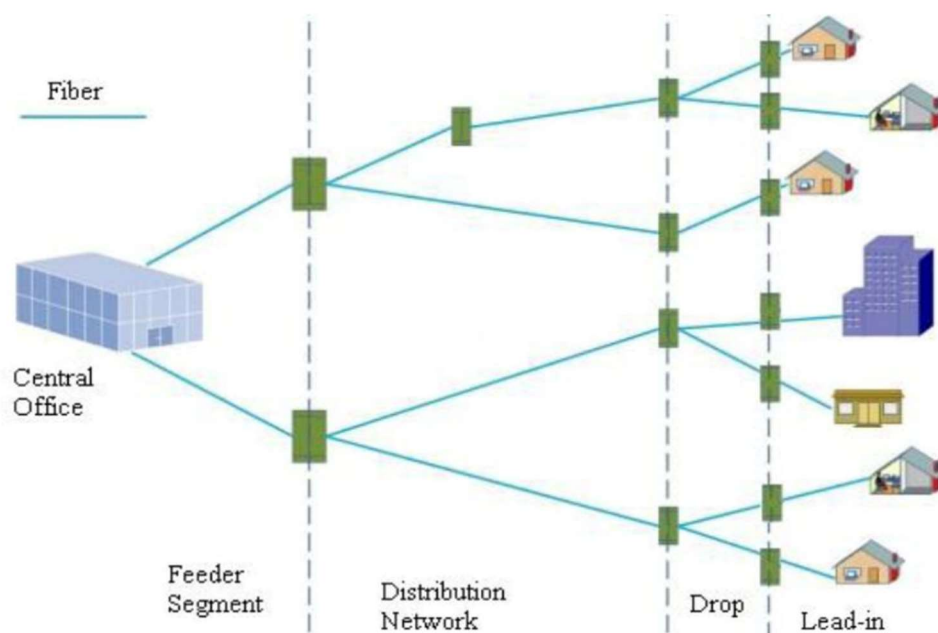 Fiber
Central
Office
Feeder
Segment
Distribution
Network
Drop
Lead-in